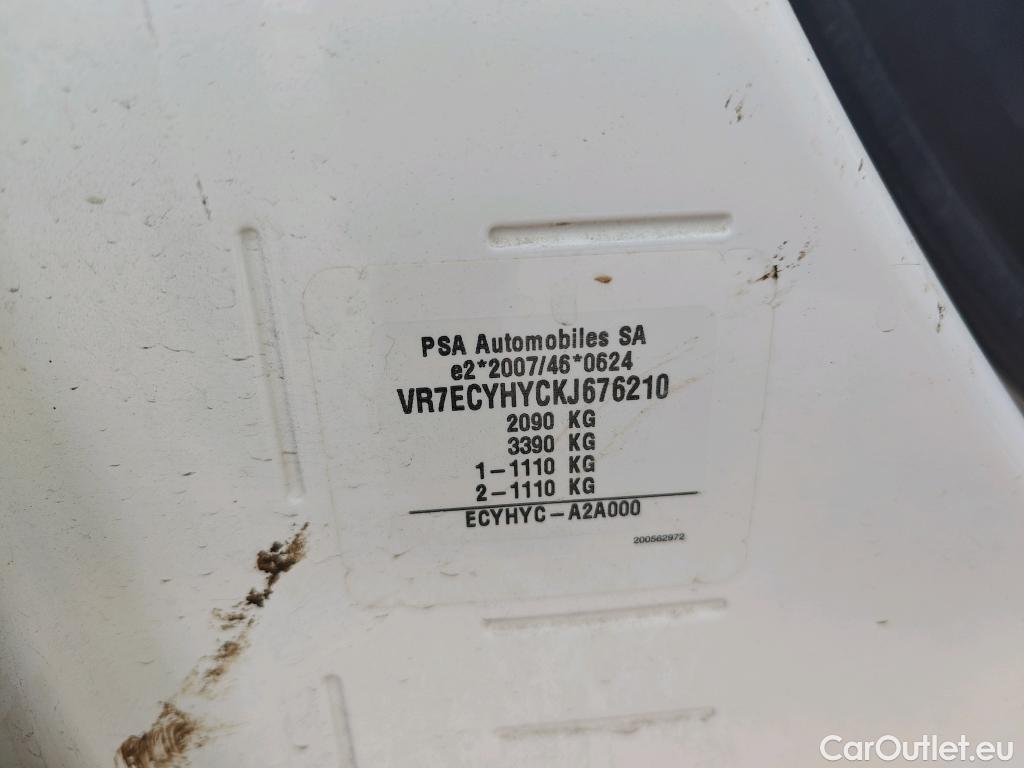 PSA Automobiles SA
e2*2007/46*0624
VR7ECYHYCKJ676210
2090 KG
3390 KG
1-1110 KG
2-1110 KG
ECYHYC-A2A000
200562972
CarOutlet.eu